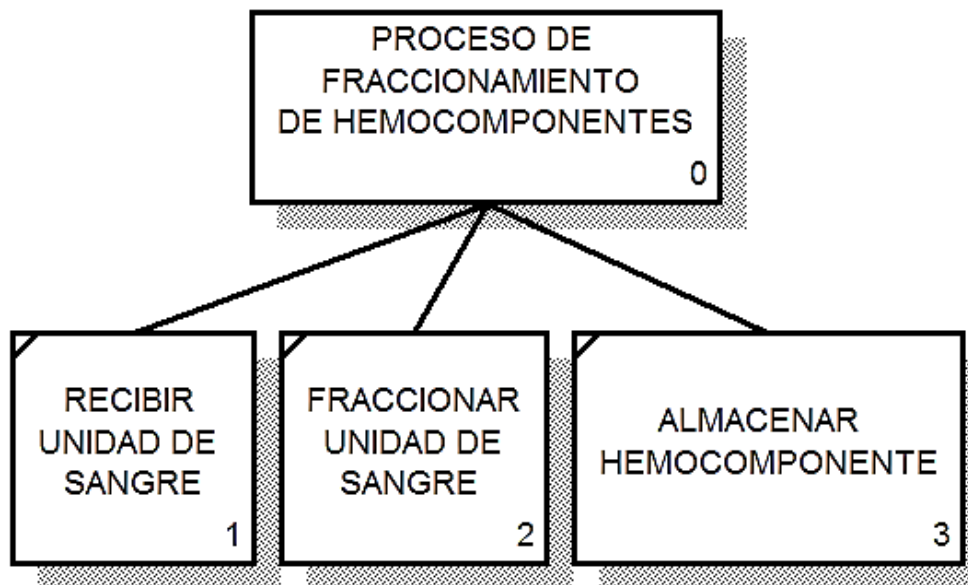 PROCESO DE
FRACCIONAMIENTO
DE HEMOCOMPONENTES
0
RECIBIR
UNIDAD DE
SANGRE
1
FRACCIONAR
UNIDAD DE
SANGRE
2
ALMACENAR
HEMOCOMPONENTE
3